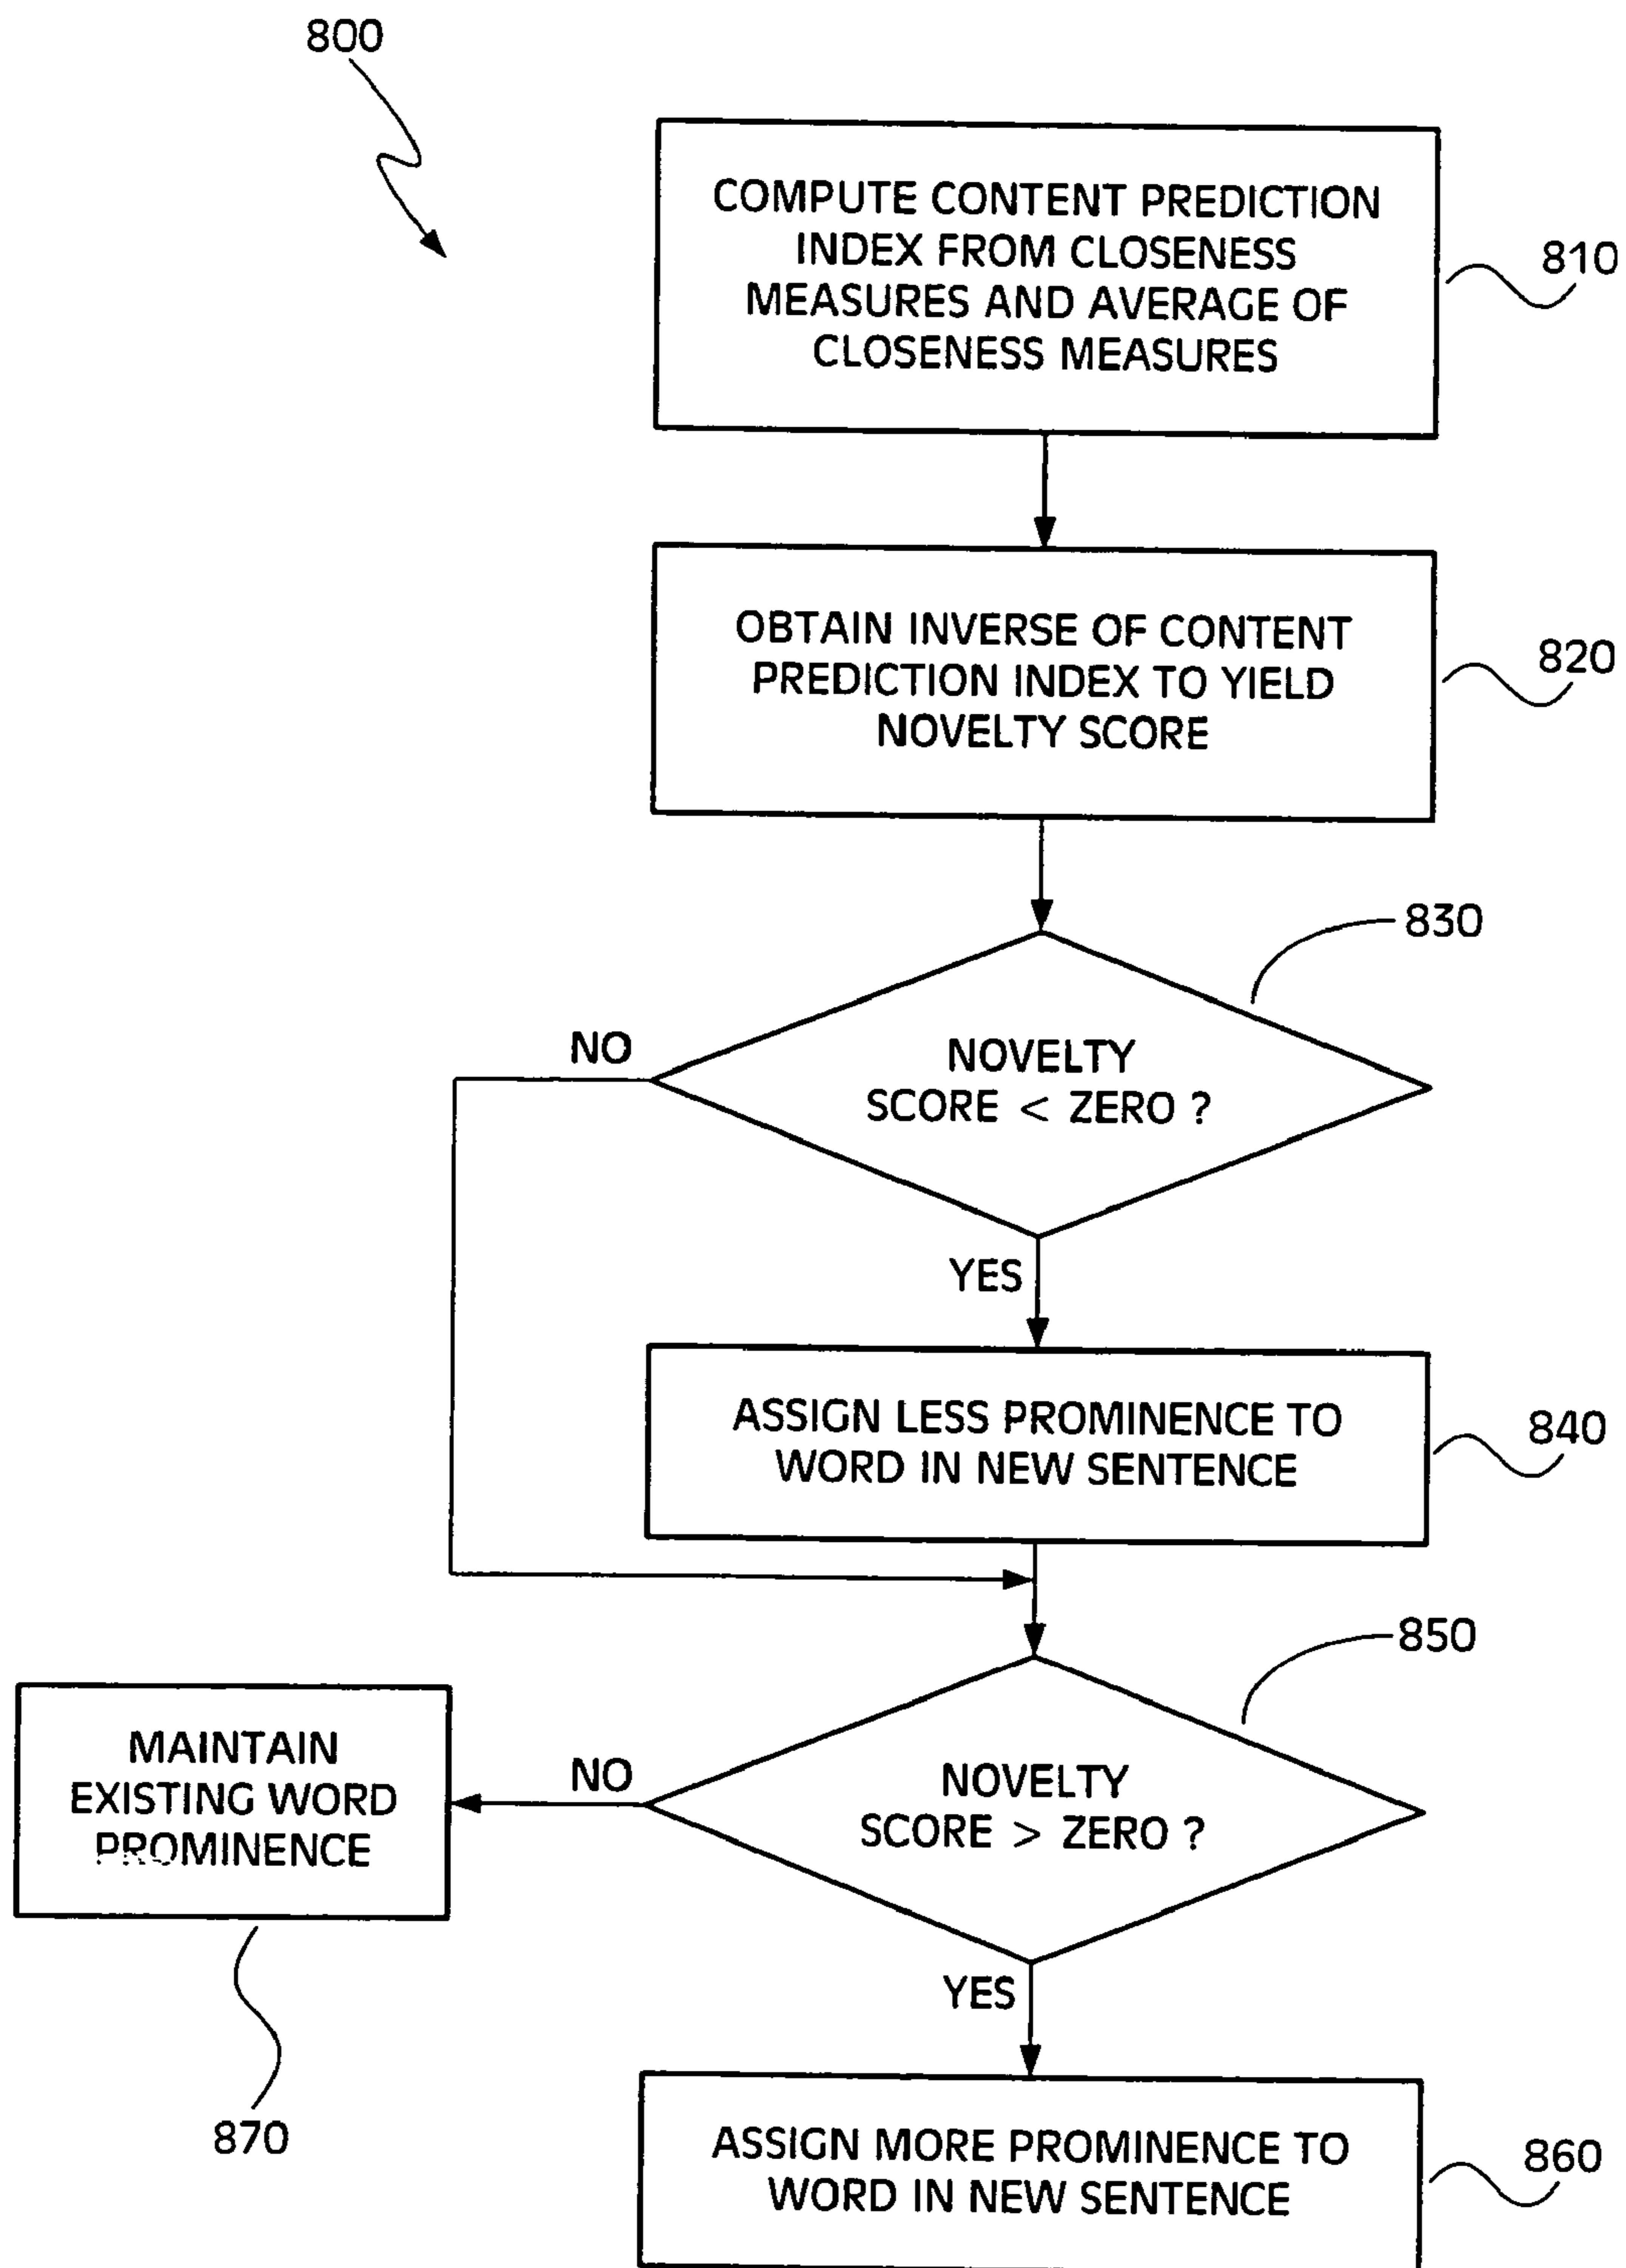 800
COMPUTE CONTENT PREDICTION
INDEX FROM CLOSENESS
MEASURES AND AVERAGE OF
CLOSENESS MEASURES
810
OBTAIN INVERSE OF CONTENT
PREDICTION INDEX TO YIELD
NOVELTY SCORE
820
830
NO
NOVELTY
SCORE < ZERO ?
YES
ASSIGN LESS PROMINENCE TO
WORD IN NEW SENTENCE
840
850
MAINTAIN
EXISTING WORD
PROMINENCE
NO
NOVELTY
SCORE > ZERO ?
YES
870
ASSIGN MORE PROMINENCE TO
WORD IN NEW SENTENCE
860